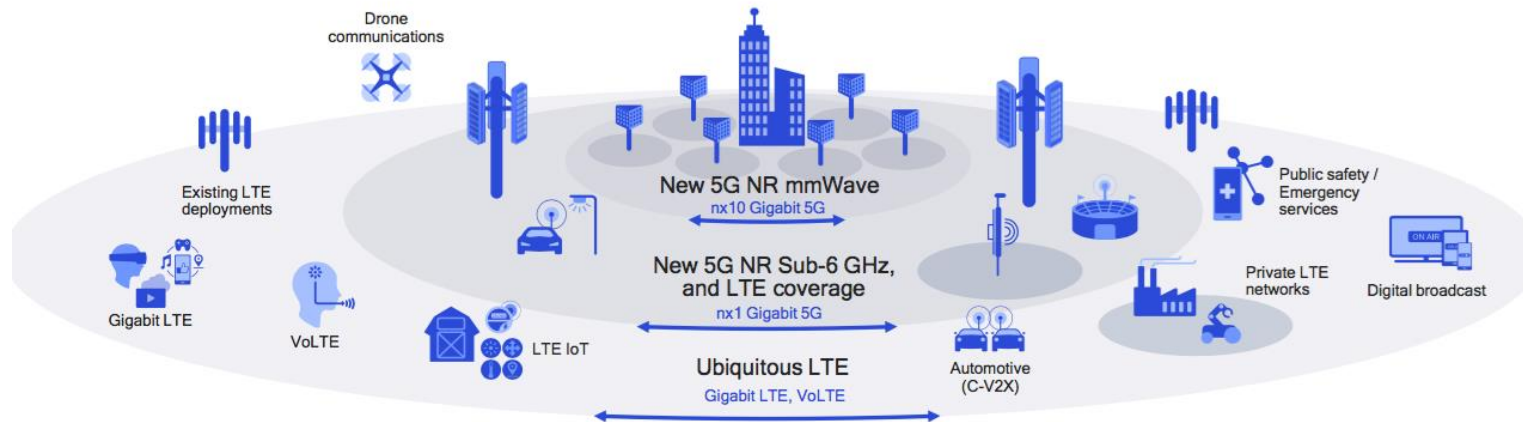 Drone
communications
Existing LTE
deployments
New 5G NR mmWave
nx10 Gigabit 5G
Public safety /
Emergency
services
ON AIR
Gigabit LTE
VoLTE
LTE IoT
New 5G NR Sub-6 GHz,
and LTE coverage
nx1 Gigabit 5G
Private LTE
networks
Digital broadcast
Ubiquitous LTE
Gigabit LTE, VoLTE
Automotive
(C-V2X)